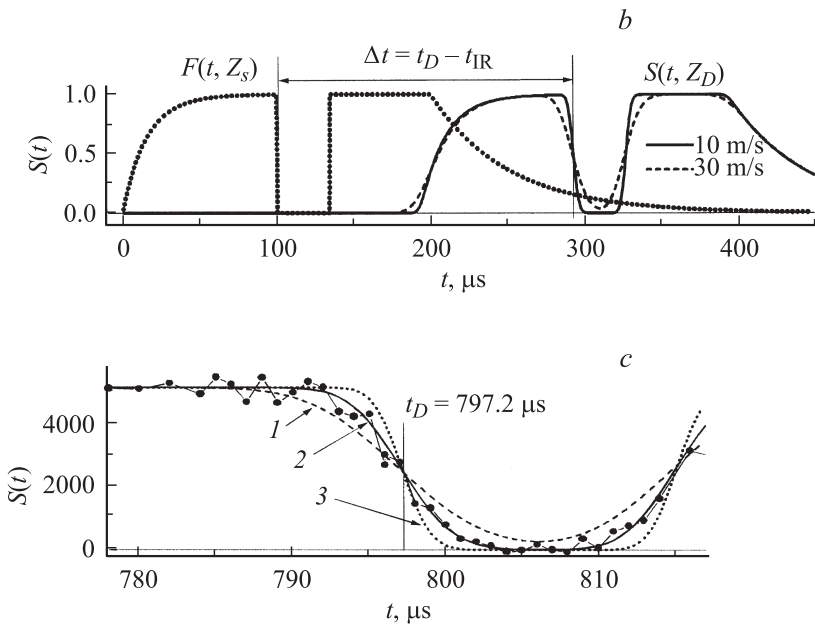 b
F(t, Z_s) Δt = t_D − t_IR S(t, Z_D)
1.0
0.5
0.0
S(t)
10 m/s
30 m/s
0 100 200 300 400
t, μs
c
t_D = 797.2 μs
4000
2000
0
S(t)
1
2
3
780 790 800 810
t, μs